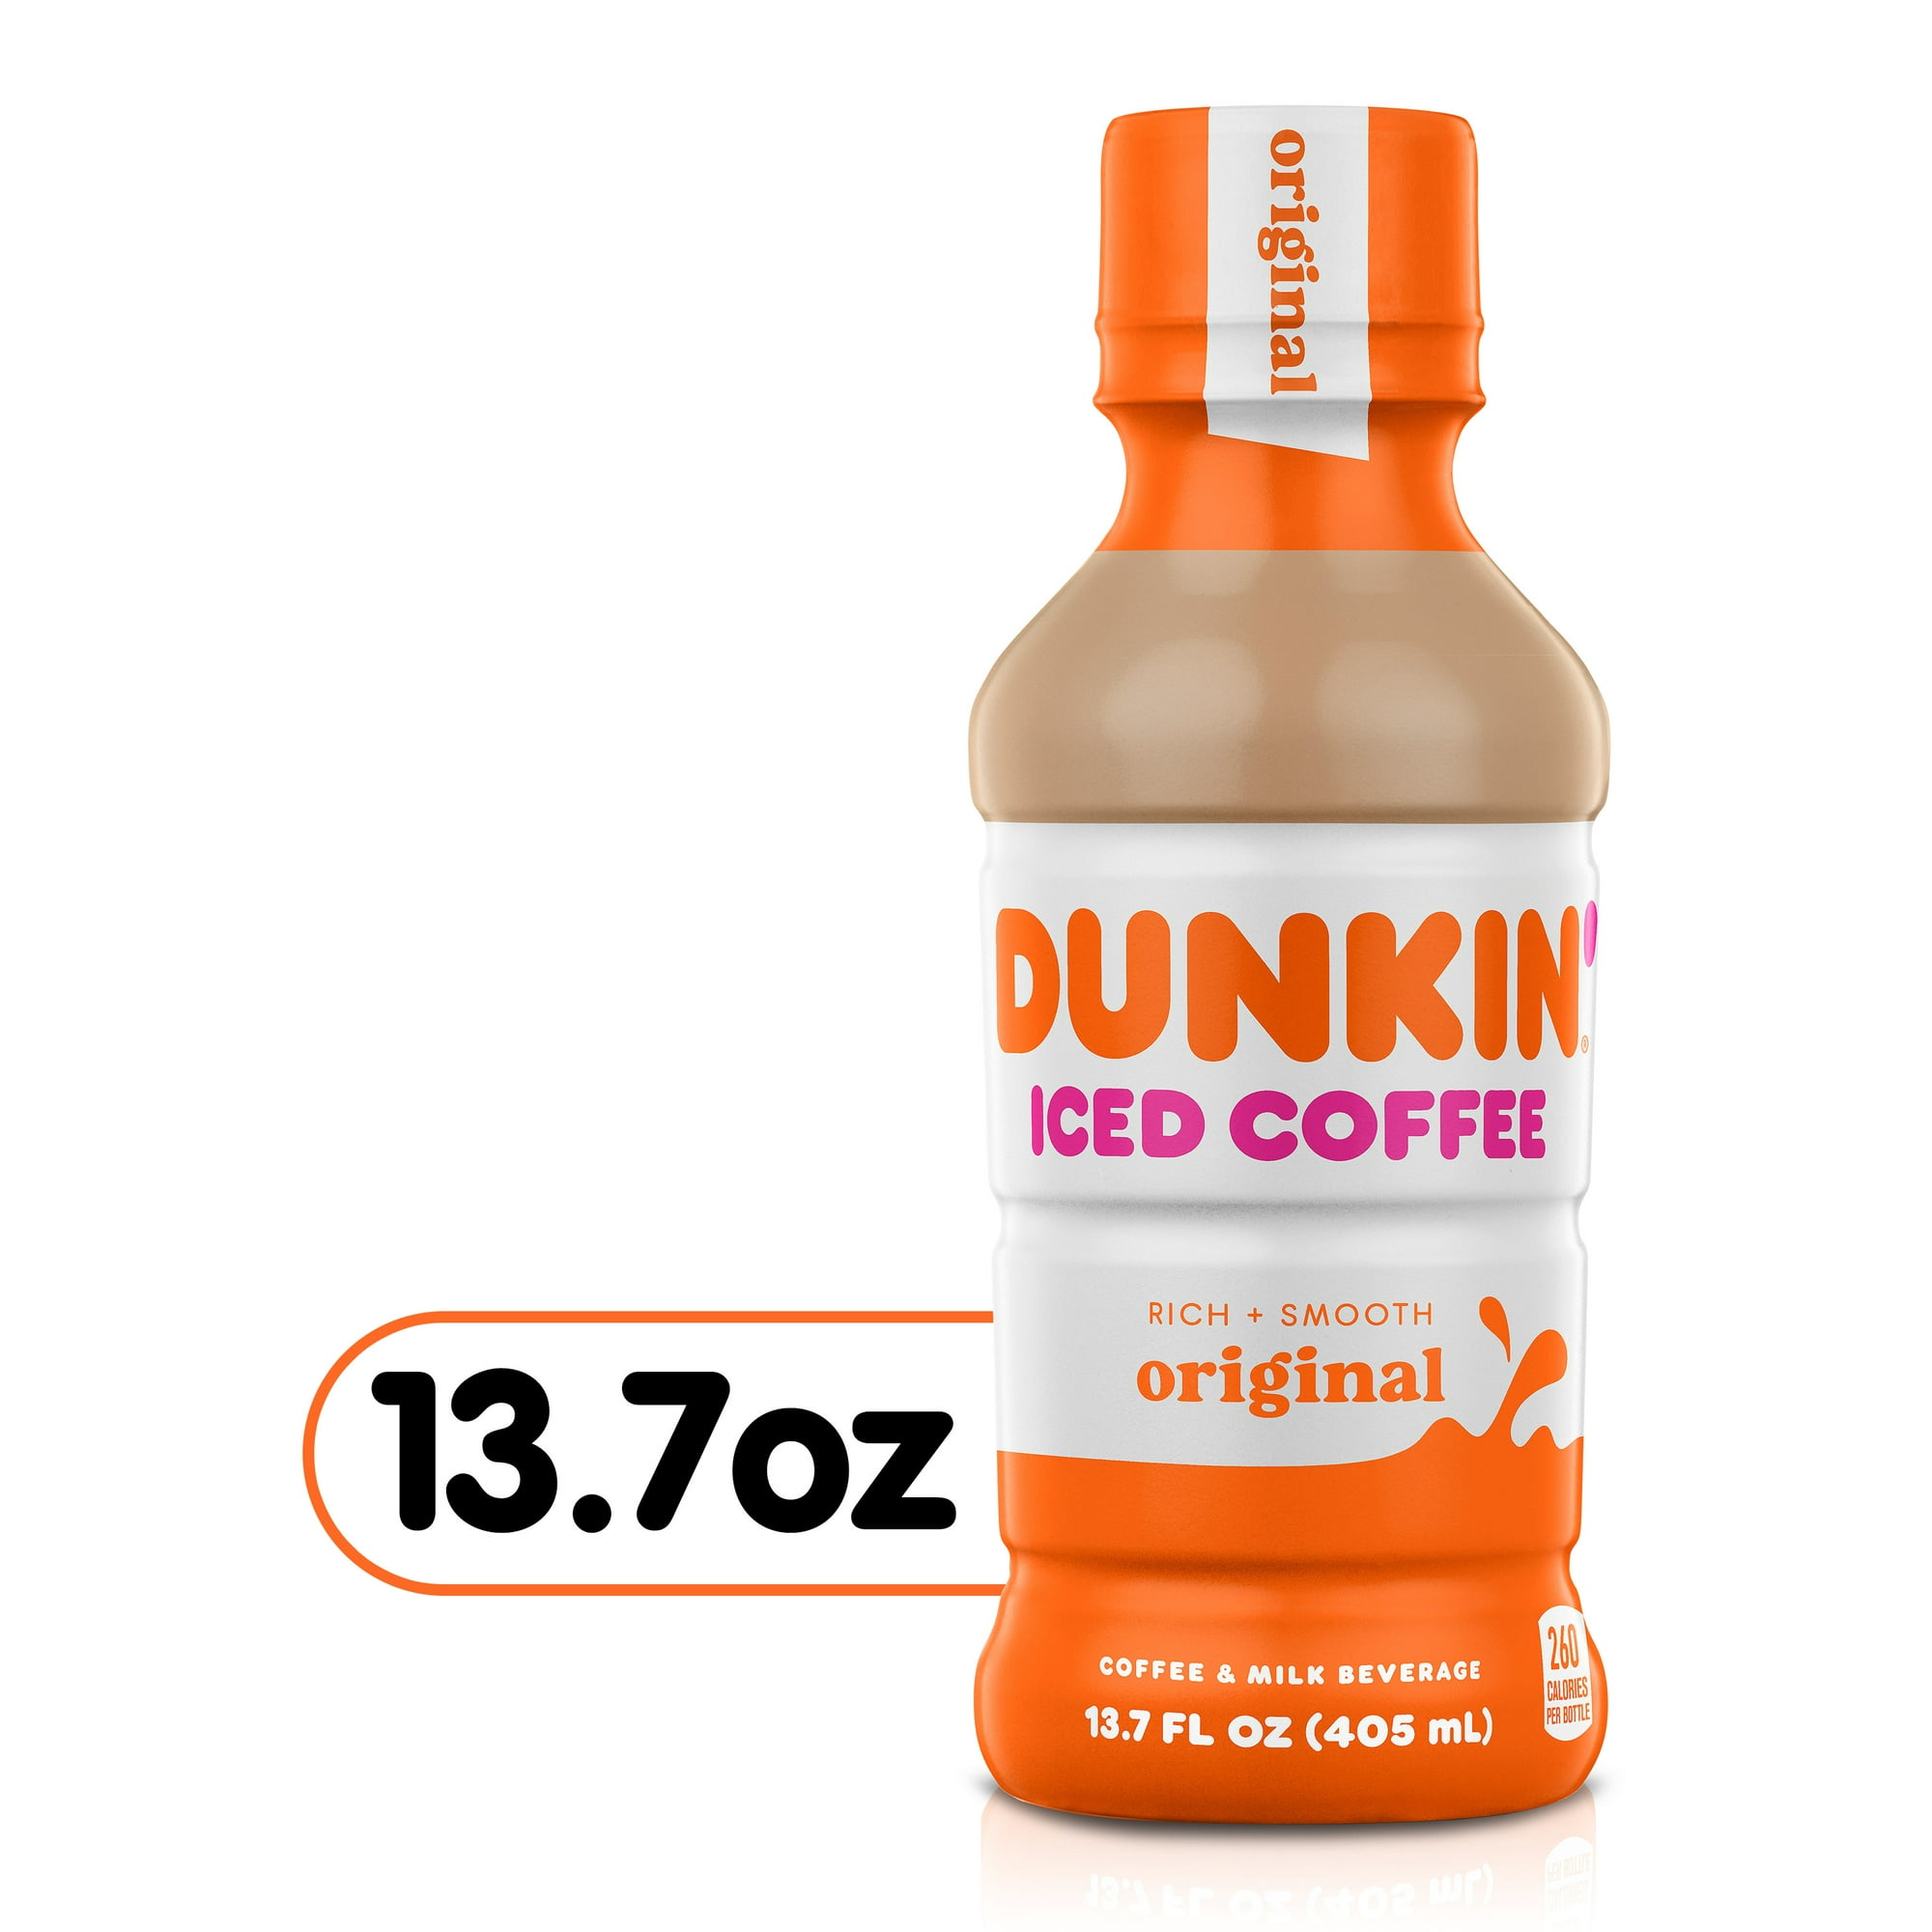 original
DUNKIN'®
ICED COFFEE
RICH + SMOOTH
original
13.7oz
COFFEE & MILK BEVERAGE
13.7 FL OZ (405 mL)
260
CALORIES
PER BOTTLE